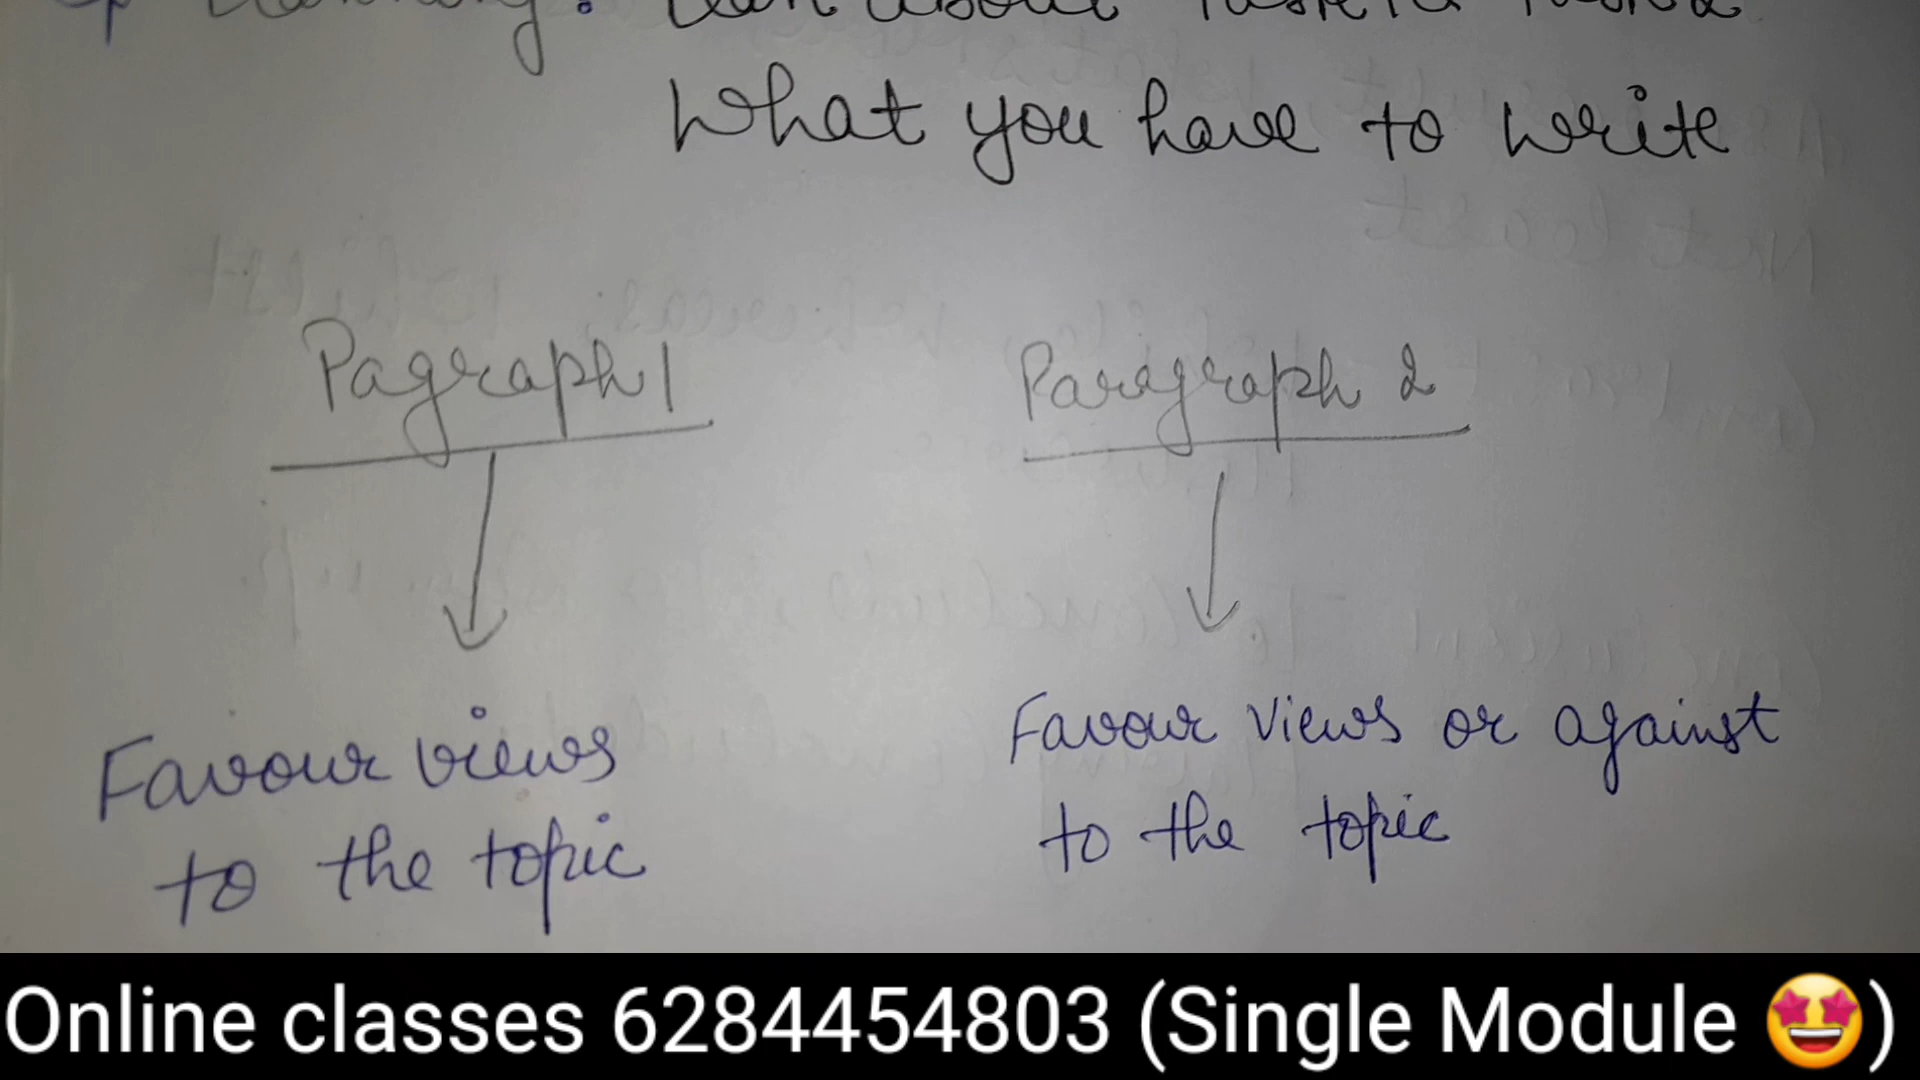 What you have to write
Pagraph 1
Paragraph 2
Favour views
to the topic
Favour views or against
to the topic
Online classes 6284454803 (Single Module 🤩)